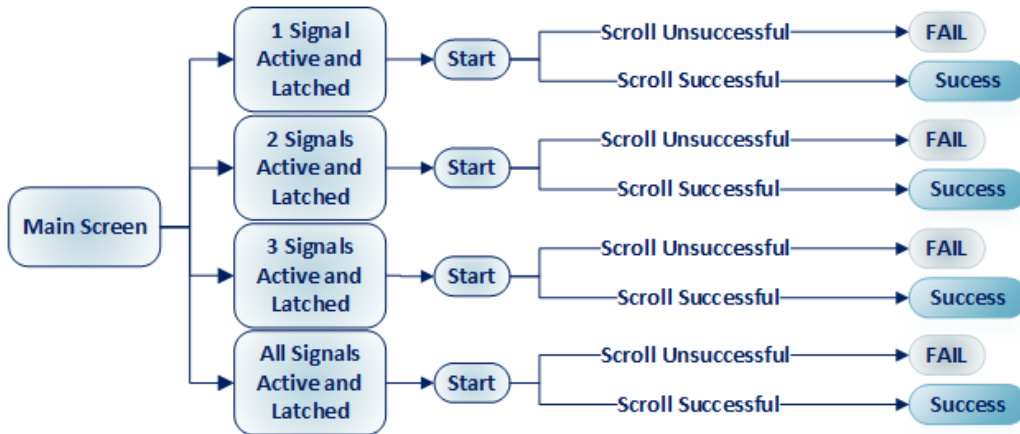 1 Signal
Active and
Latched
Start
Scroll Unsuccessful
FAIL
Scroll Successful
Sucess
2 Signals
Active and
Latched
Start
Scroll Unsuccessful
FAIL
Scroll Successful
Success
Main Screen
3 Signals
Active and
Latched
Start
Scroll Unsuccessful
FAIL
Scroll Successful
Success
All Signals
Active and
Latched
Start
Scroll Unsuccessful
FAIL
Scroll Successful
Success